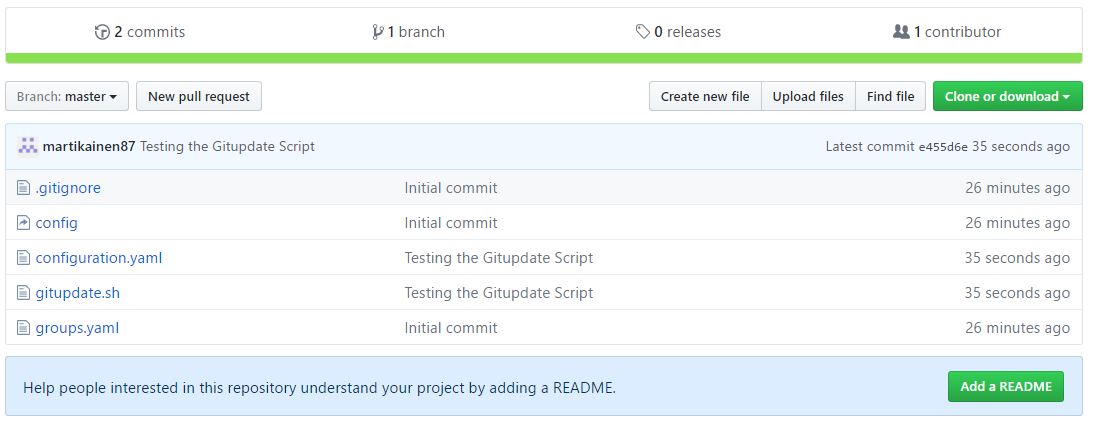 2 commits 1 branch 0 releases 1 contributor
Branch: master New pull request Create new file Upload files Find file Clone or download
martikainen87 Testing the Gitupdate Script Latest commit e455d6e 35 seconds ago
.gitignore Initial commit 26 minutes ago
config Initial commit 26 minutes ago
configuration.yaml Testing the Gitupdate Script 35 seconds ago
gitupdate.sh Testing the Gitupdate Script 35 seconds ago
groups.yaml Initial commit 26 minutes ago
Help people interested in this repository understand your project by adding a README. Add a README